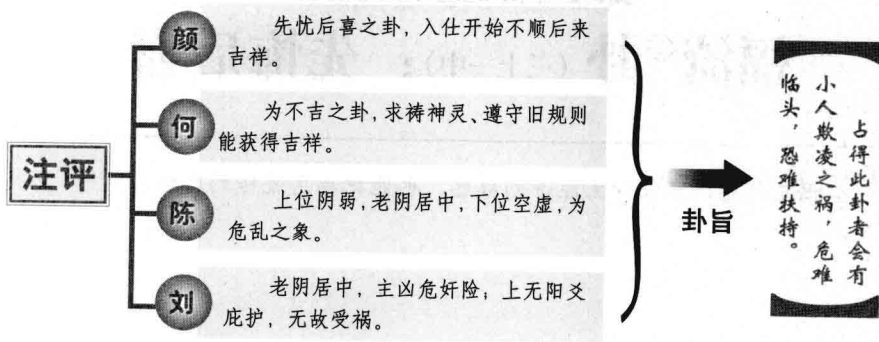 注评
颜
先忧后喜之卦，入仕开始不顺后来
吉祥。
何
为不吉之卦，求祷神灵、遵守旧规则
能获得吉祥。
陈
上位阴弱，老阴居中，下位空虚，为
危乱之象。
刘
老阴居中，主凶危奸险；上无阳爻
庇护，无故受祸。
卦旨
占得此卦者会有
小人欺凌之祸，危难
临头，恐难扶持。